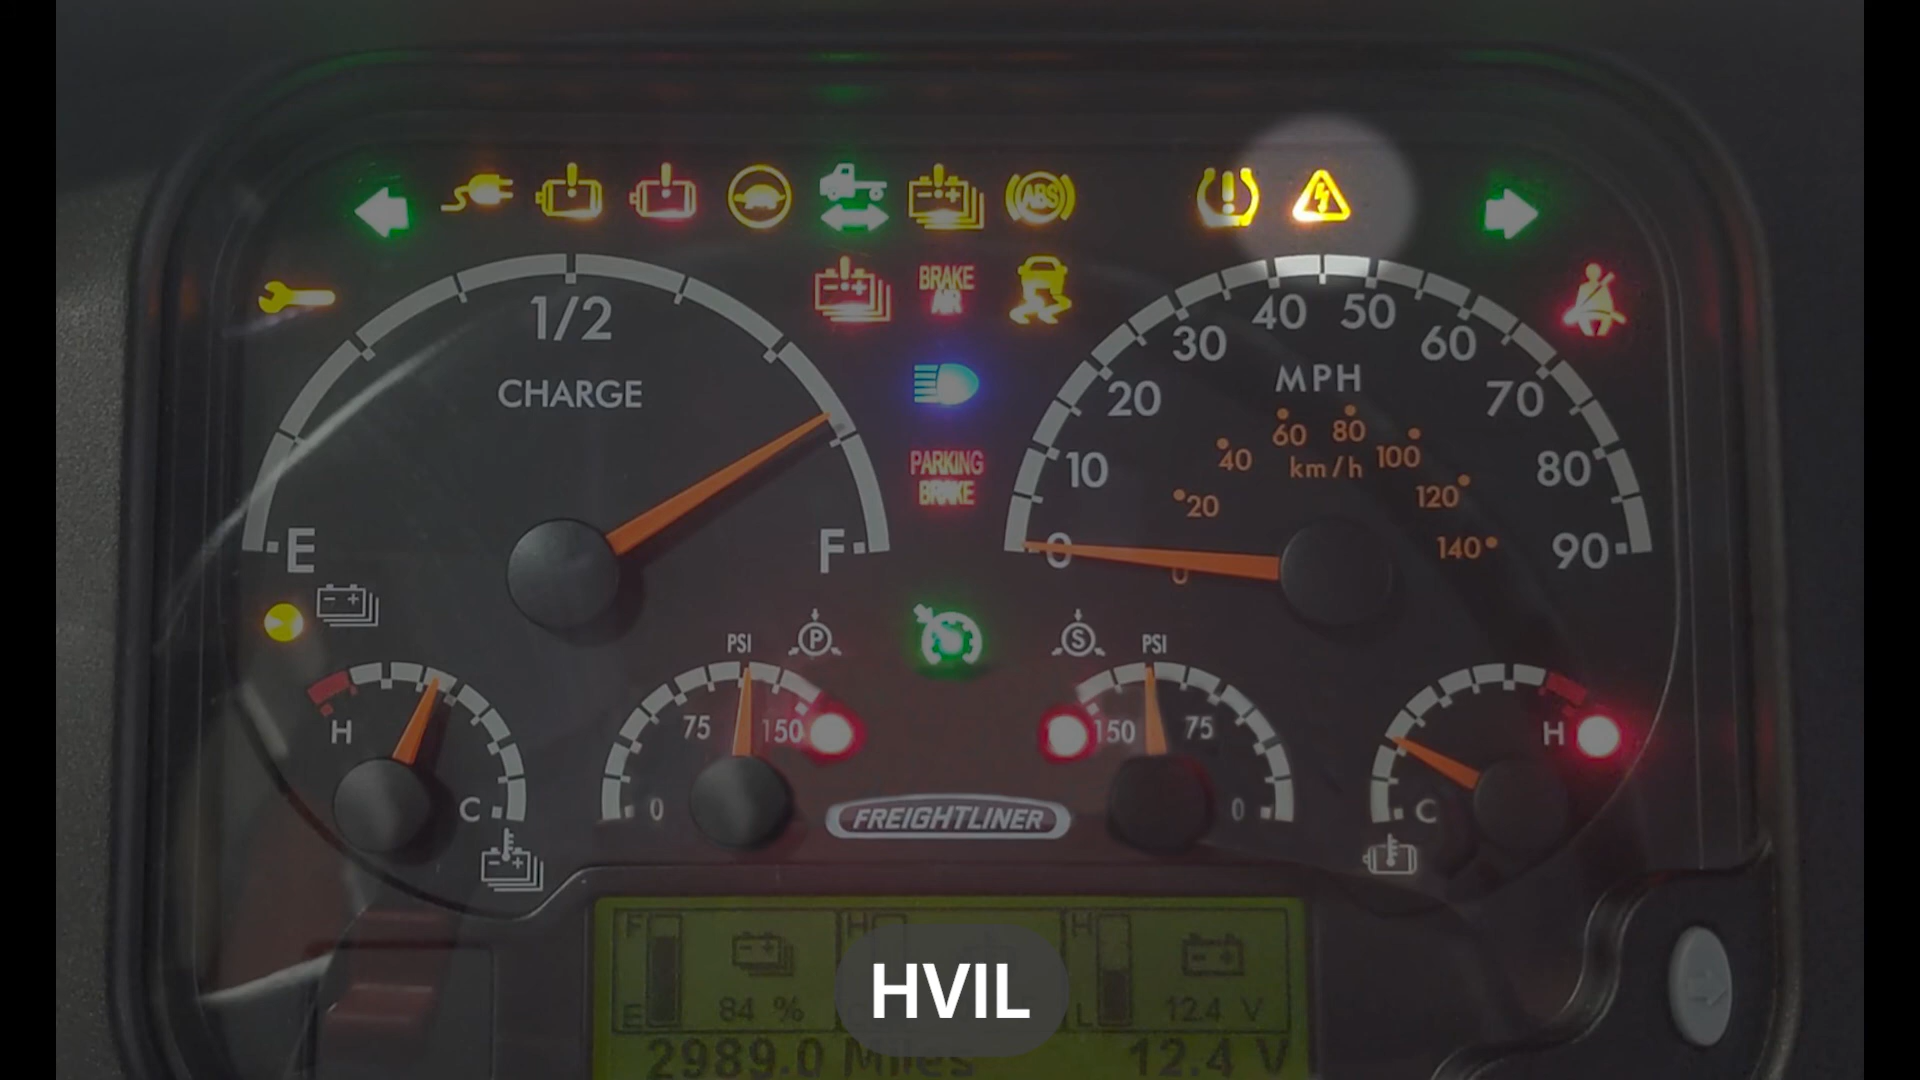 ABS
BRAKE
AIR
1/2
CHARGE
E
F
PARKING
BRAKE
0
10
20
30
40
50
60
70
80
90
MPH
20
40
60
80
100
120
140
km/h
0
H
C
PSI
P
0
75
150
S
PSI
150
75
0
H
C
FREIGHTLINER
F
E
84 %
H
H
L
12.4 V
HVIL
2989.0 Miles
12.4 V